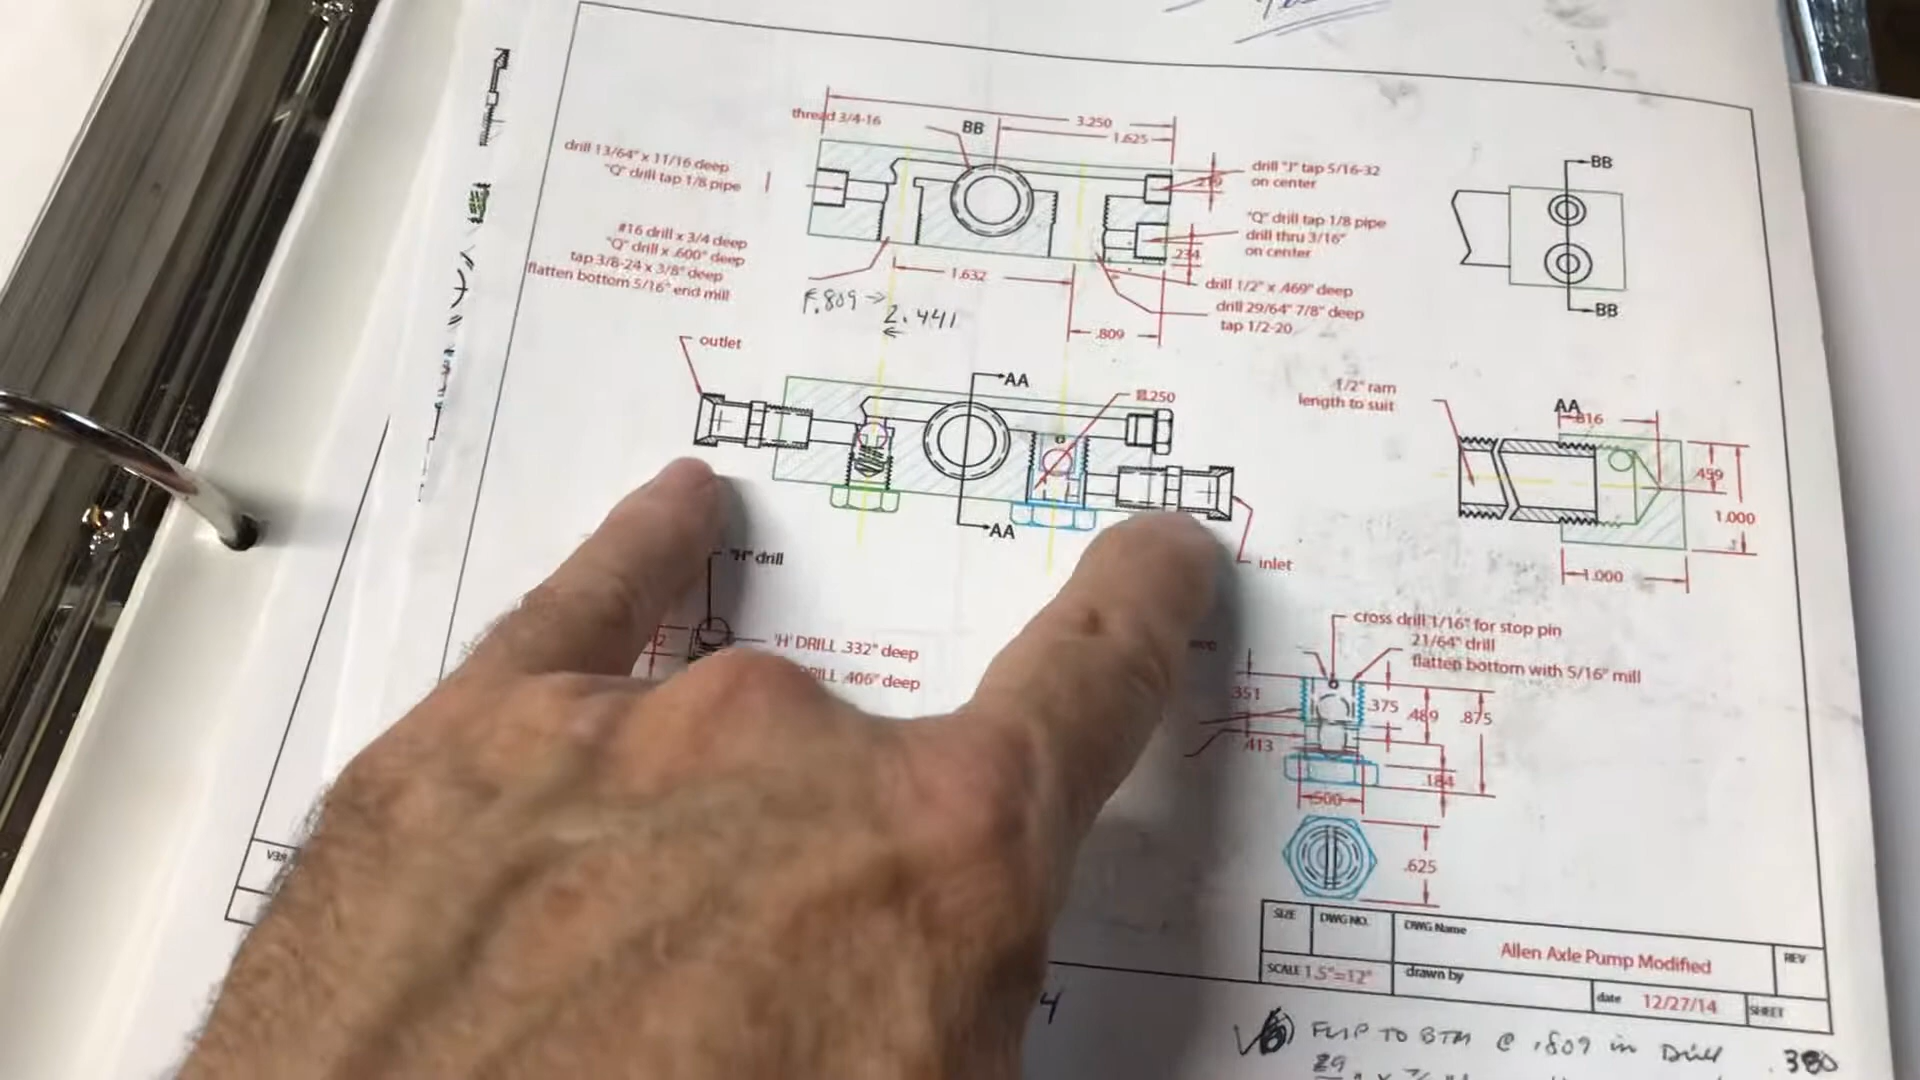 thread 3/4-16
BB
3.250
1.625
drill 13/64" x 11/16 deep
"Q" drill tap 1/8 pipe
drill "J" tap 5/16-32
on center
BB
#16 drill x 3/4 deep
"Q" drill x .600" deep
tap 3/8-24 x 3/8" deep
flatten bottom 5/16" end mill
"Q" drill tap 1/8 pipe
drill thru 3/16"
on center
.234
1.632
drill 1/2" x .469" deep
drill 29/64" 7/8" deep
tap 1/2-20
BB
.809
2.441
.809
outlet
AA
.250
1/2" ram
length to suit
AA
.816
.499
1.000
1.000
AA
inlet
"H" drill
'H' DRILL .332" deep
DRILL .406" deep
cross drill 1/16" for stop pin
21/64" drill
flatten bottom with 5/16" mill
.351
.375
.489
.875
.413
.184
.500
.625
SIZE
DWG NO.
DWG Name
Allen Axle Pump Modified
REV
SCALE 1.5"=12"
drawn by
date 12/27/14
SHEET
FLIP TO BTM @ .809 in Drill .380
29